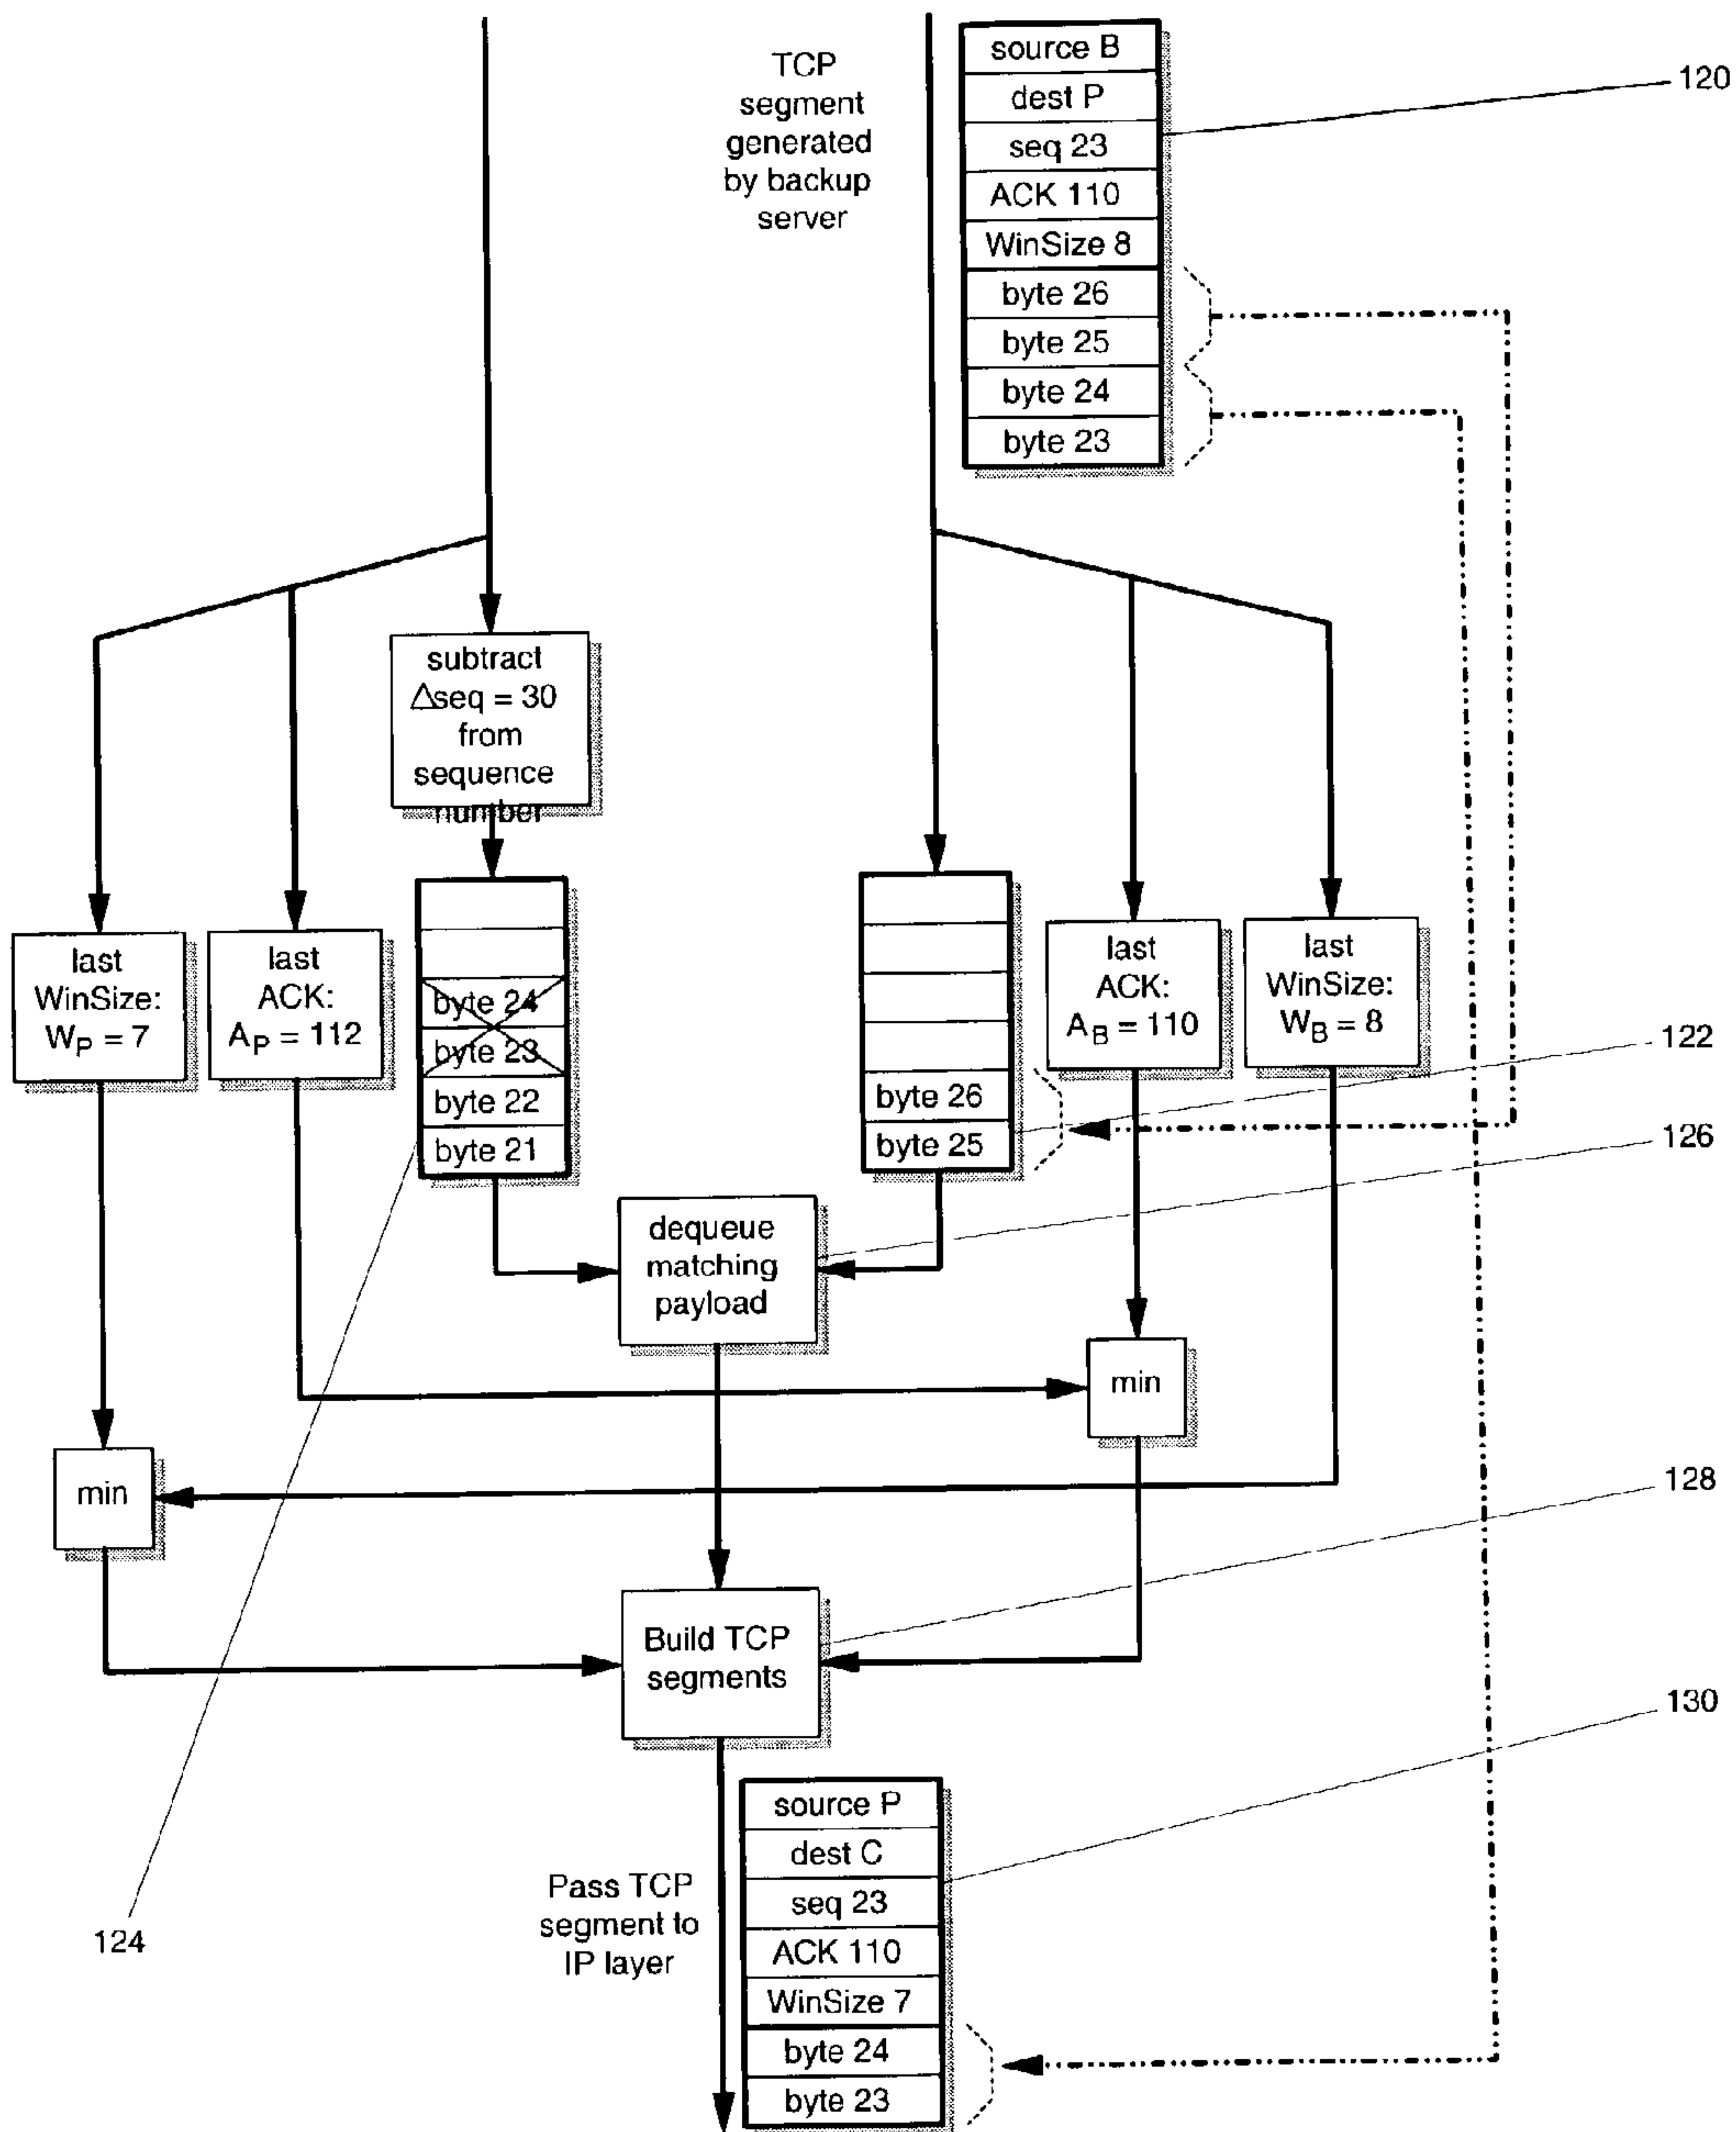 TCP
segment
generated
by backup
server
source B
dest P
seq 23
ACK 110
WinSize 8
byte 26
byte 25
byte 24
byte 23
120
subtract
Δseq = 30
from
sequence
number
last
WinSize:
WP = 7
last
ACK:
AP = 112
byte 24
byte 23
byte 22
byte 21
byte 26
byte 25
last
ACK:
AB = 110
last
WinSize:
WB = 8
122
126
dequeue
matching
payload
min
min
128
Build TCP
segments
130
124
Pass TCP
segment to
IP layer
source P
dest C
seq 23
ACK 110
WinSize 7
byte 24
byte 23